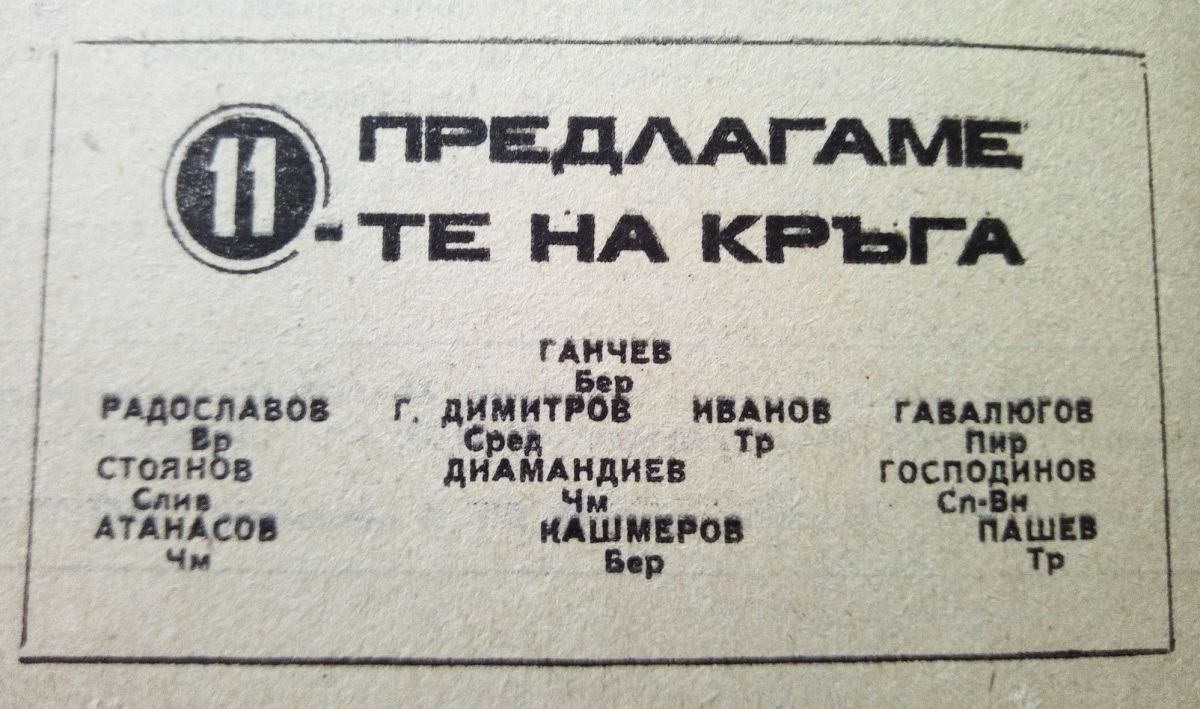 ПРЕДЛАГАМЕ
11-ТЕ НА КРЪГА
ГАНЧЕВ
Бер
РАДОСЛАВОВ Г. ДИМИТРОВ ИВАНОВ ГАВАЛЮГОВ
Вр Сред Тр Пир
СТОЯНОВ ДИАМАНДИЕВ ГОСПОДИНОВ
Слив Чм Сп-Вн
АТАНАСОВ КАШМЕРОВ ПАШЕВ
Чм Бер Тр